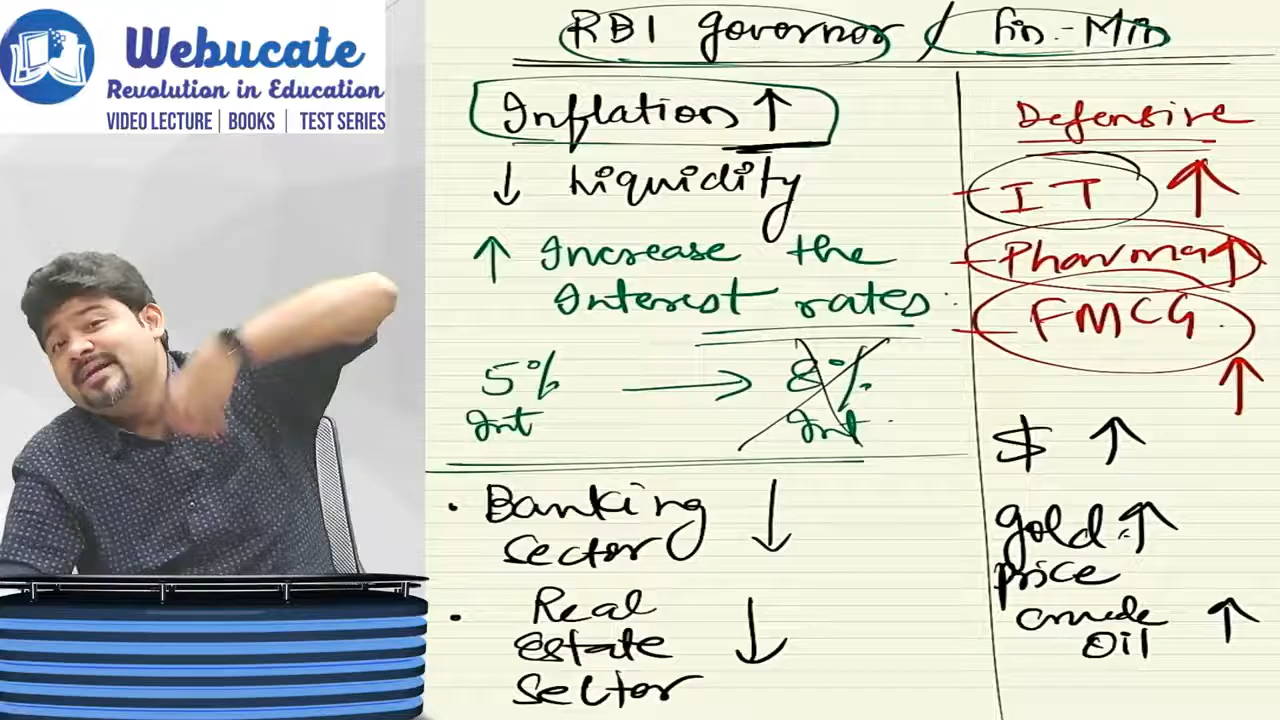 Webucate
Revolution in Education
VIDEO LECTURE | BOOKS | TEST SERIES
RBI governor / fin.-Min
Inflation ↑
↓ Liquidity
↑ Increase the
Interest rates
5% → 8%
Int Int
• Banking ↓
Sector
• Real ↓
Estate
Sector
Defensive
- IT ↑
- Pharma ↑
- FMCG
↑
$ ↑
gold ↑
price
crude ↑
Oil